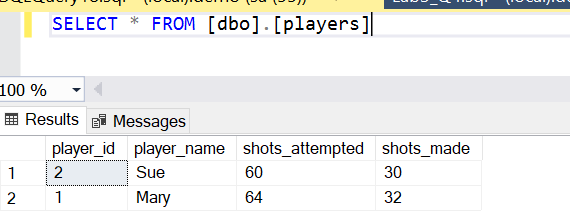 SELECT * FROM [dbo].[players]
100 %
Results Messages
player_id player_name shots_attempted shots_made
1 2 Sue 60 30
2 1 Mary 64 32